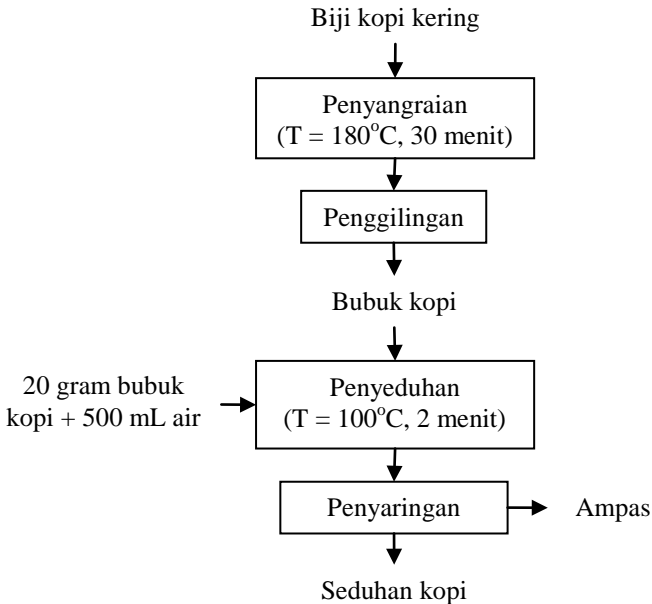 Biji kopi kering
Penyangraian
(T = 180°C, 30 menit)
Penggilingan
Bubuk kopi
20 gram bubuk
kopi + 500 mL air
Penyeduhan
(T = 100°C, 2 menit)
Penyaringan
Ampas
Seduhan kopi